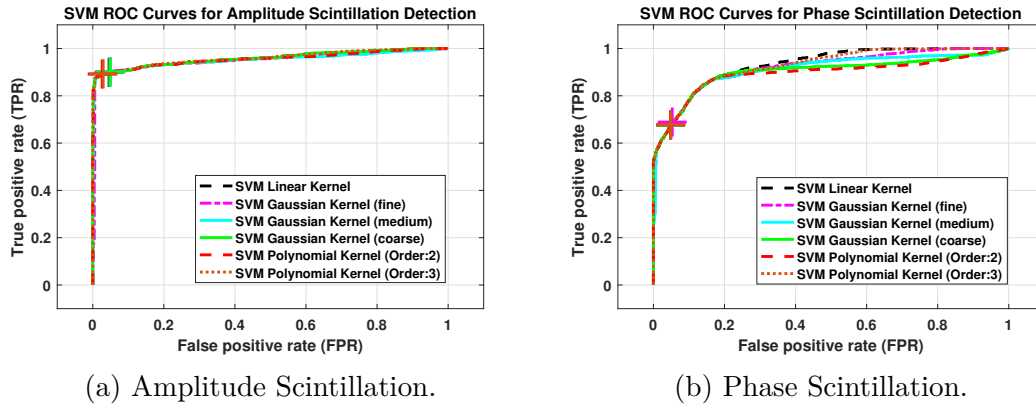 SVM ROC Curves for Amplitude Scintillation Detection
True positive rate (TPR)
1
0.8
0.6
0.4
0.2
0
SVM Linear Kernel
SVM Gaussian Kernel (fine)
SVM Gaussian Kernel (medium)
SVM Gaussian Kernel (coarse)
SVM Polynomial Kernel (Order:2)
SVM Polynomial Kernel (Order:3)
0 0.2 0.4 0.6 0.8 1
False positive rate (FPR)
(a) Amplitude Scintillation.
SVM ROC Curves for Phase Scintillation Detection
True positive rate (TPR)
1
0.8
0.6
0.4
0.2
0
SVM Linear Kernel
SVM Gaussian Kernel (fine)
SVM Gaussian Kernel (medium)
SVM Gaussian Kernel (coarse)
SVM Polynomial Kernel (Order:2)
SVM Polynomial Kernel (Order:3)
0 0.2 0.4 0.6 0.8 1
False positive rate (FPR)
(b) Phase Scintillation.